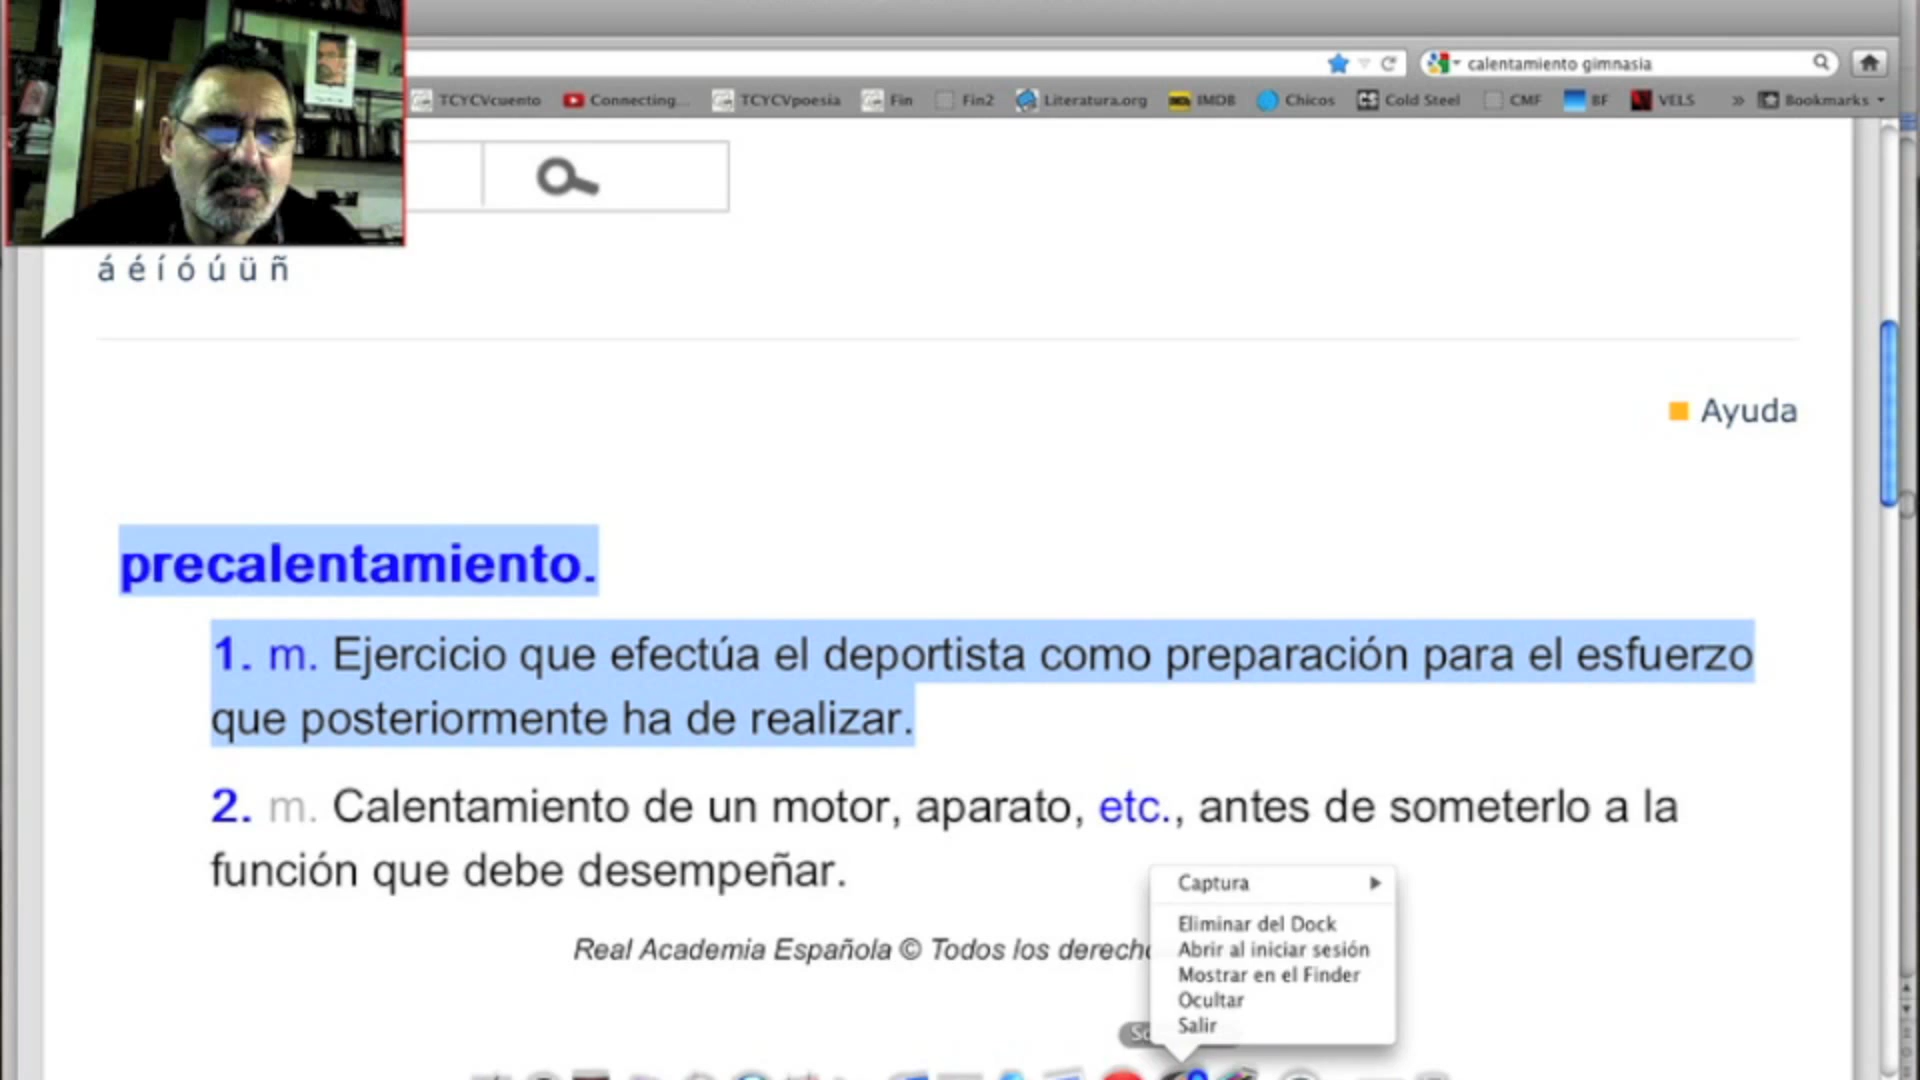 calentamiento gimnasia
TCYCVcuento Connecting... TCYCVpoesia Fin Fin2 Literatura.org IMDB Chicos Cold Steel CMF BF VELS » Bookmarks
á é í ó ú ü ñ
Ayuda
precalentamiento.
1. m. Ejercicio que efectúa el deportista como preparación para el esfuerzo
que posteriormente ha de realizar.
2. m. Calentamiento de un motor, aparato, etc., antes de someterlo a la
función que debe desempeñar.
Real Academia Española © Todos los
Captura
Eliminar del Dock
Abrir al iniciar sesión
Mostrar en el Finder
Ocultar
Salir